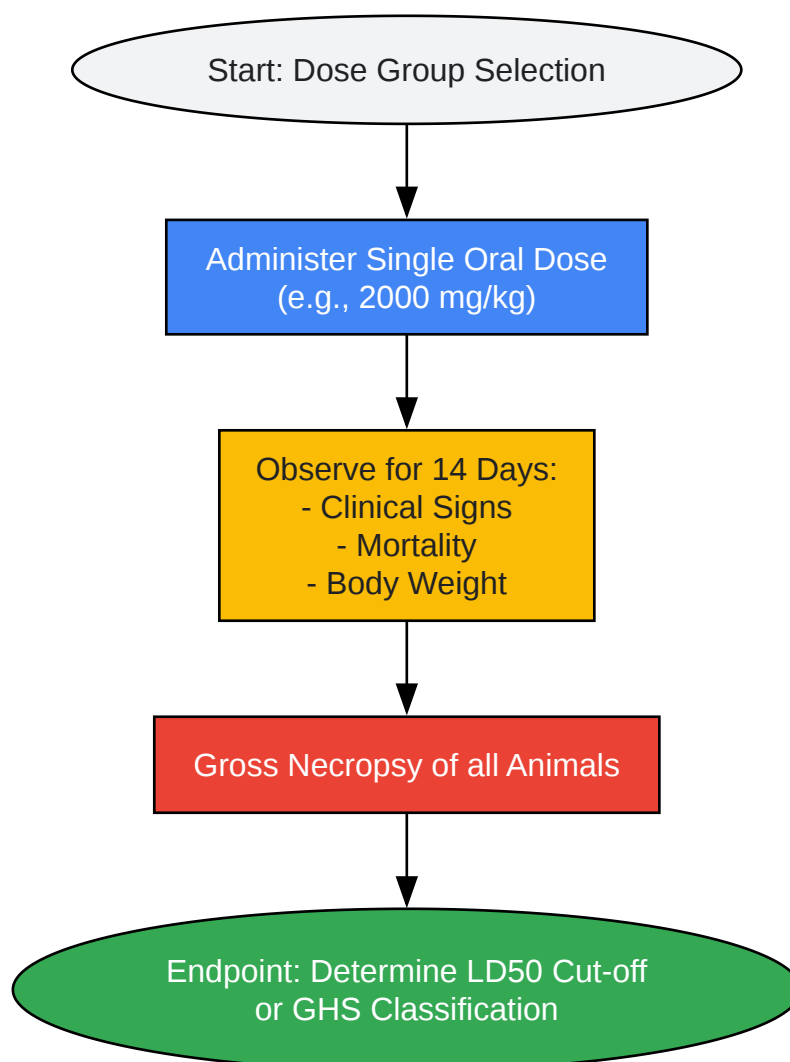 Start: Dose Group Selection
Administer Single Oral Dose
(e.g., 2000 mg/kg)
Observe for 14 Days:
- Clinical Signs
- Mortality
- Body Weight
Gross Necropsy of all Animals
Endpoint: Determine LD50 Cut-off
or GHS Classification